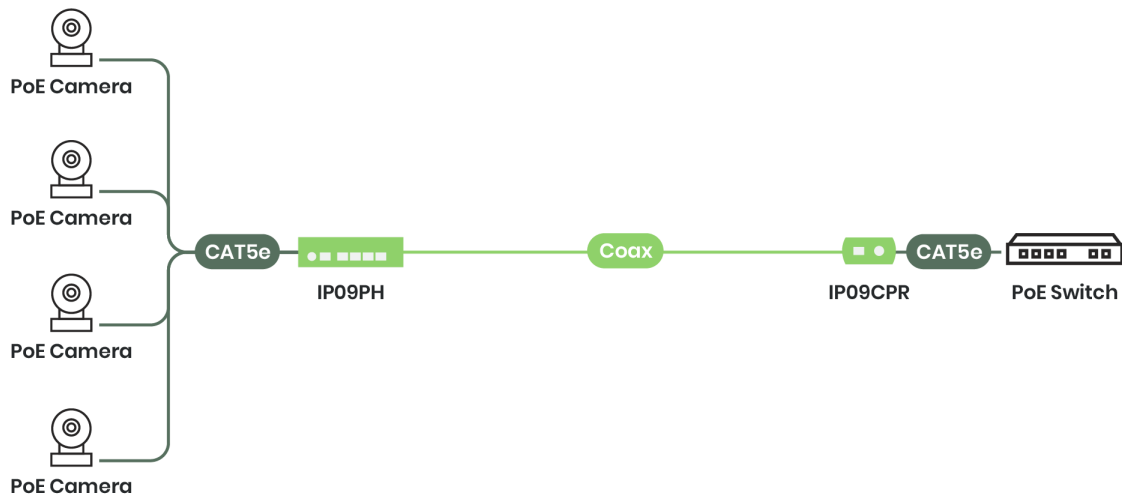 PoE Camera
PoE Camera
CAT5e
Coax
CAT5e
IP09PH
IP09CPR
PoE Switch
PoE Camera
PoE Camera